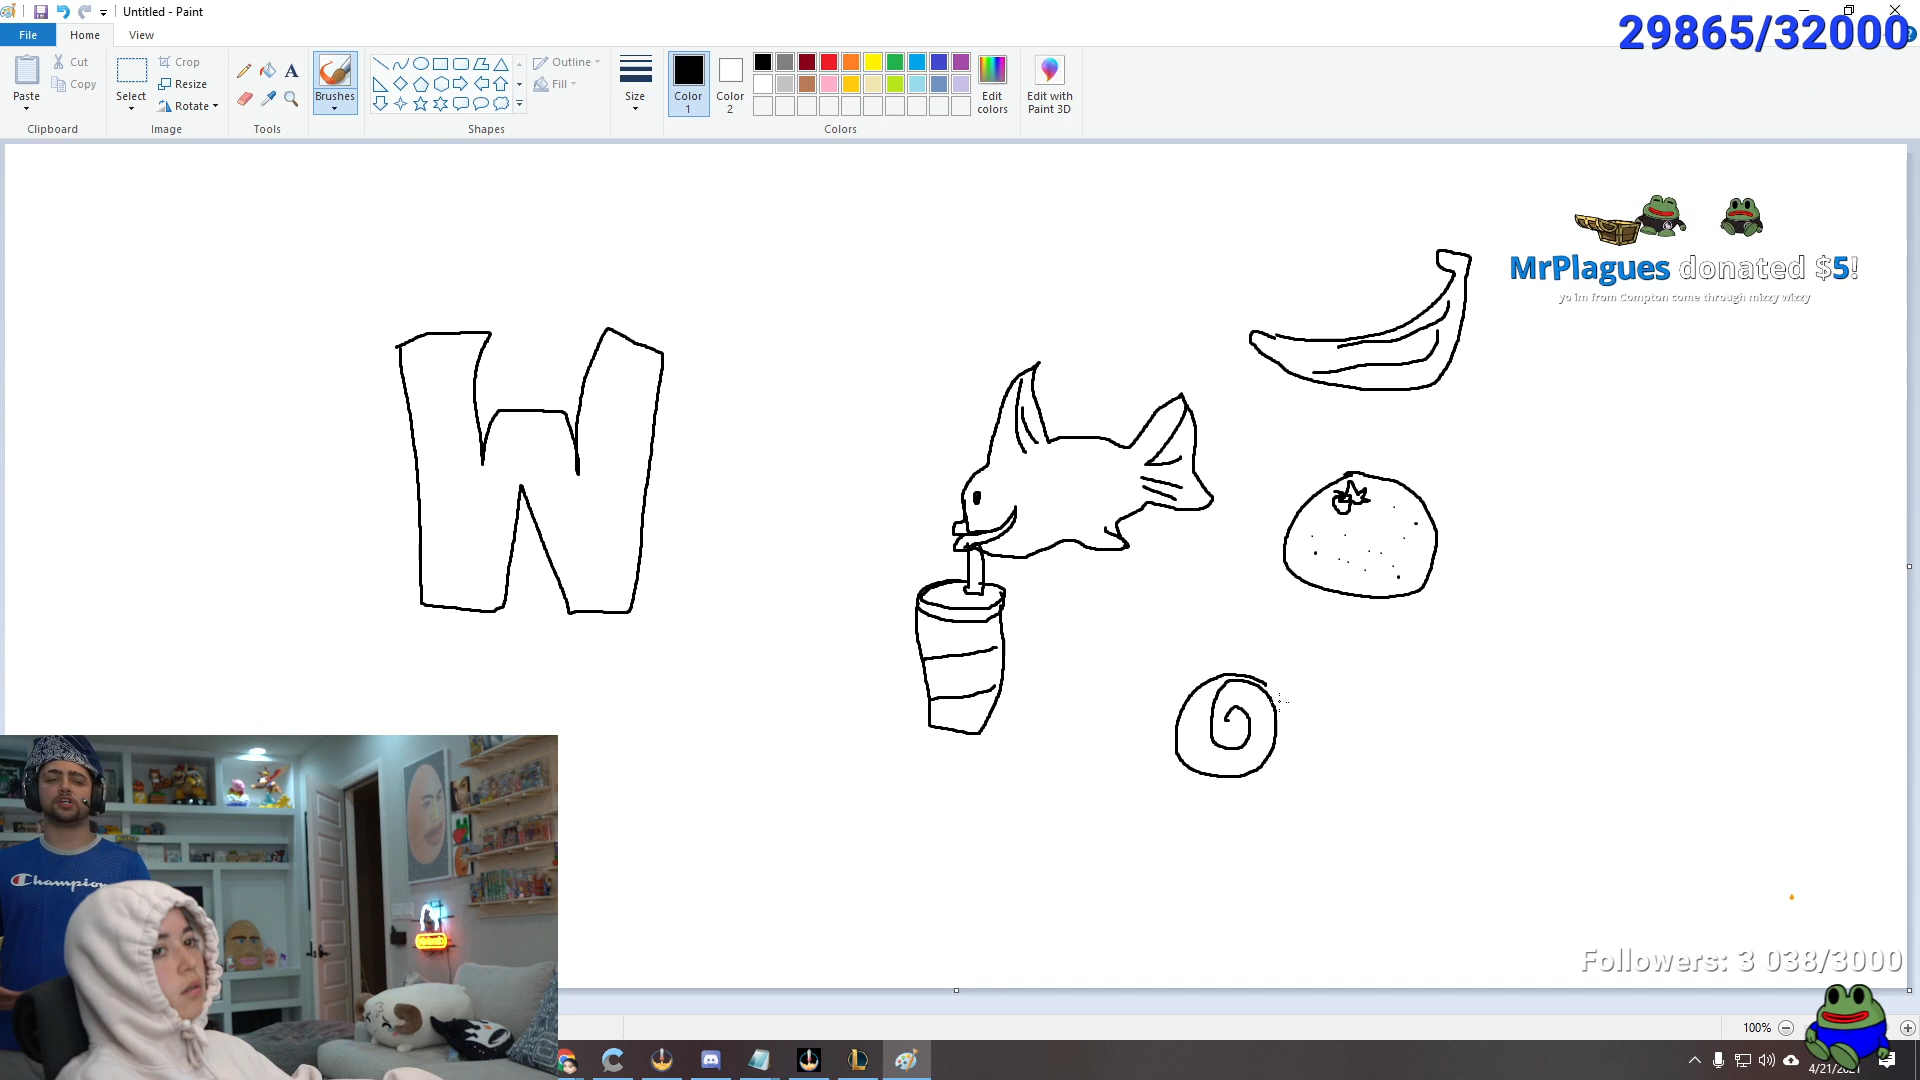 Untitled - Paint
29865/32000
File
Home
View
Paste
Cut
Copy
Clipboard
Select
Crop
Resize
Rotate
Image
Tools
Brushes
Shapes
Outline
Fill
Size
Color 1
Color 2
Colors
Edit colors
Edit with Paint 3D
MrPlagues donated $5!
yo im from Compton come through mizzy wizzy
W
Champion
Followers: 3 038/3000
100%